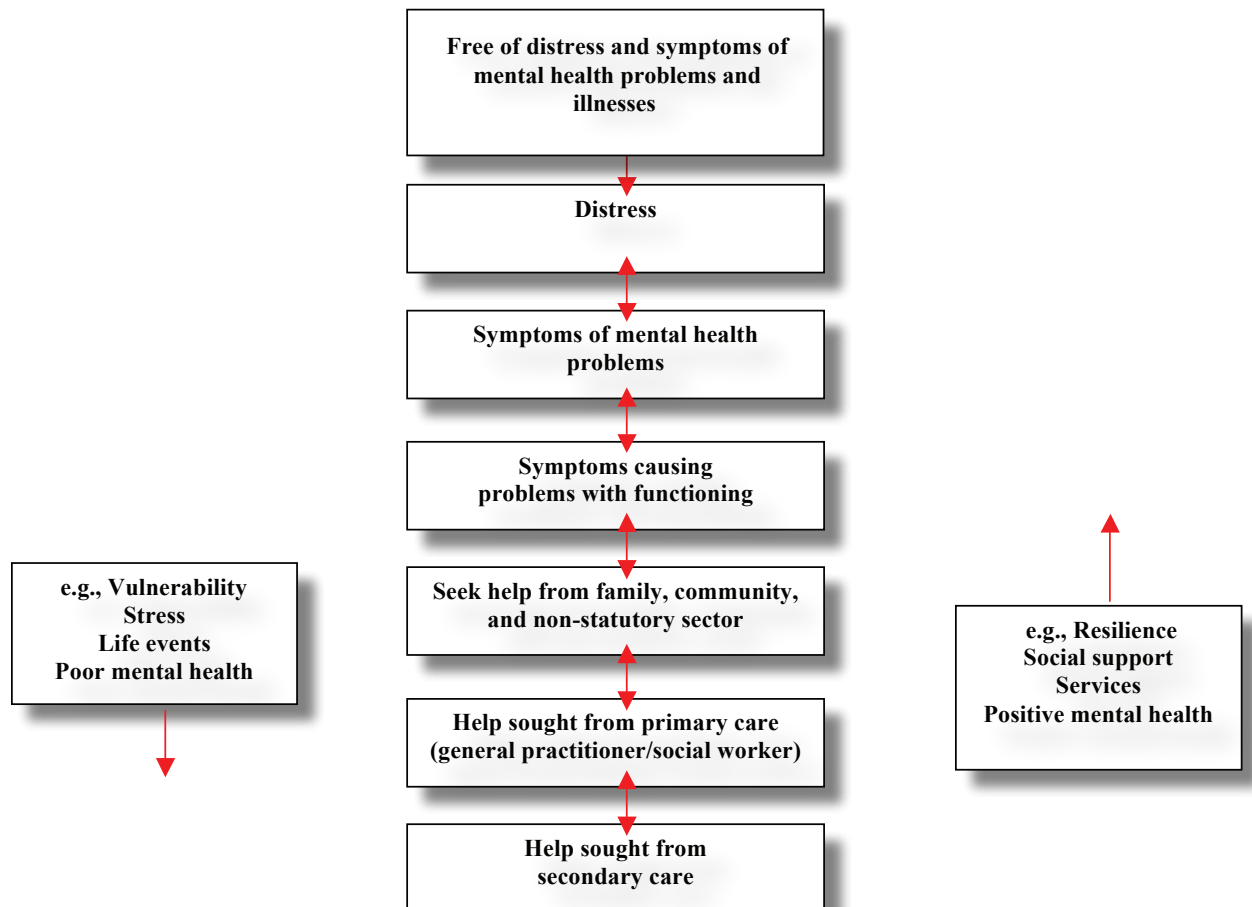 Free of distress and symptoms of
mental health problems and
illnesses
Distress
Symptoms of mental health
problems
Symptoms causing
problems with functioning
Seek help from family, community,
and non-statutory sector
Help sought from primary care
(general practitioner/social worker)
Help sought from
secondary care
e.g., Vulnerability
Stress
Life events
Poor mental health
e.g., Resilience
Social support
Services
Positive mental health